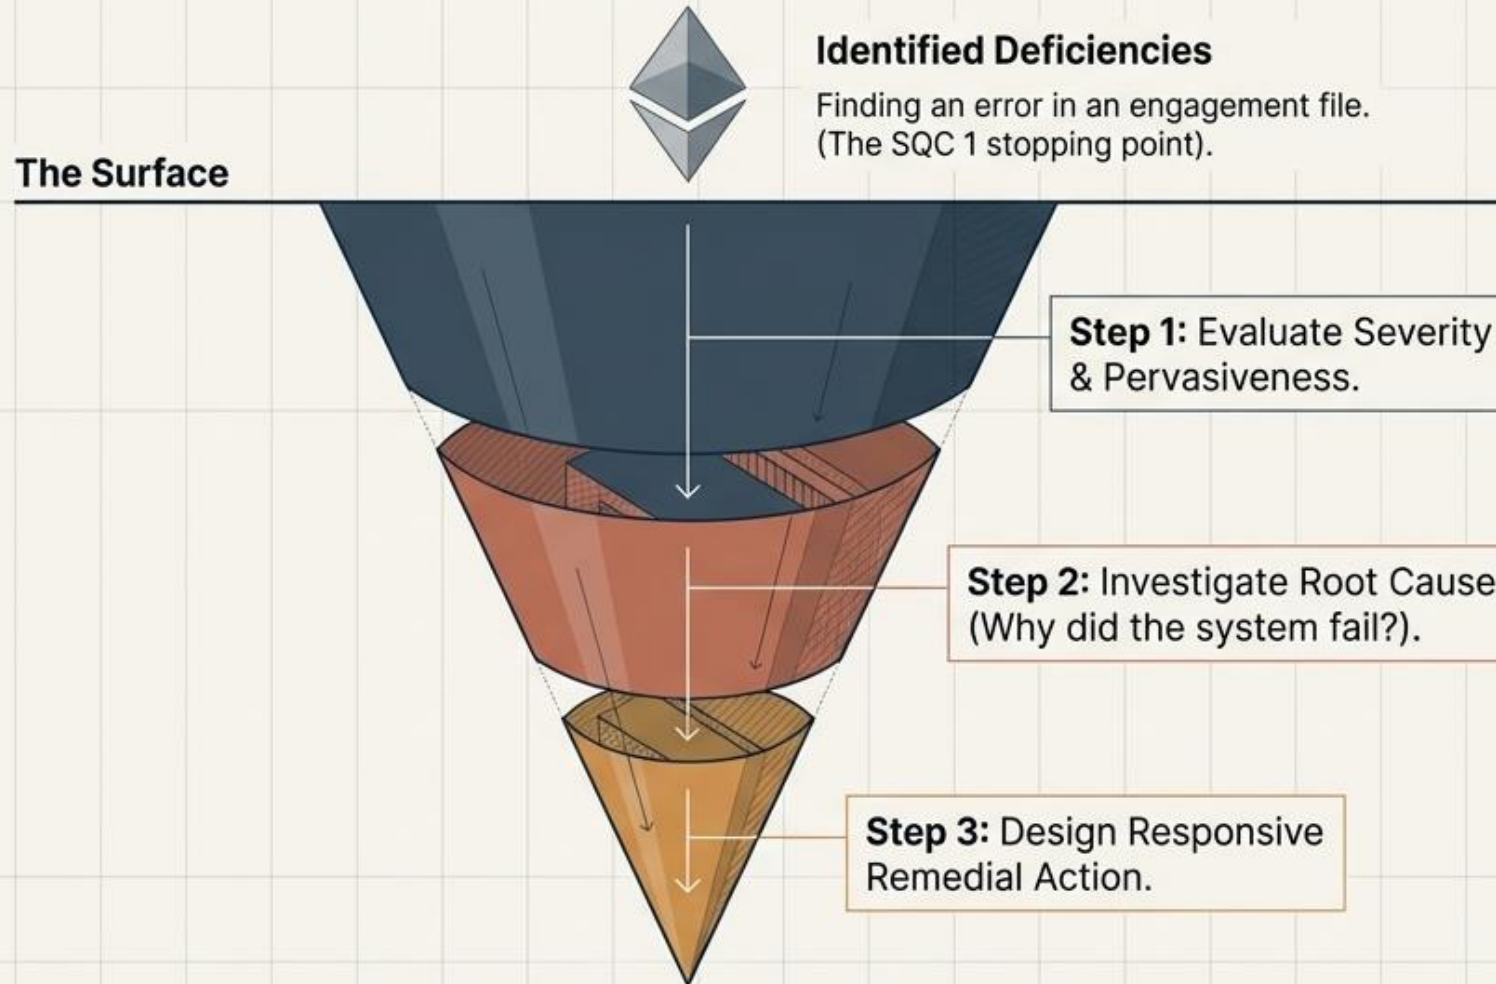 Identified Deficiencies
Finding an error in an engagement file.
(The SQC 1 stopping point).
The Surface
Step 1: Evaluate Severity
& Pervasiveness.
Step 2: Investigate Root Cause
(Why did the system fail?).
Step 3: Design Responsive
Remedial Action.